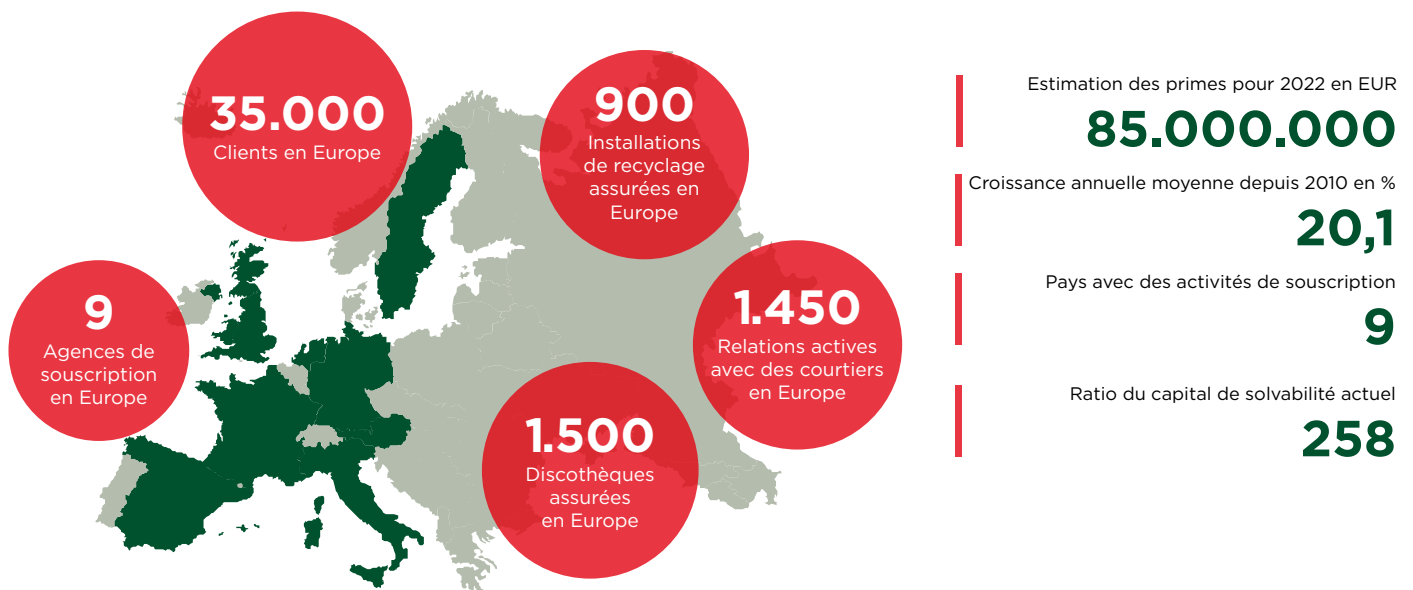 35.000
Clients en Europe
900
Installations
de recyclage
assurées en
Europe
9
Agences de
souscription
en Europe
1.450
Relations actives
avec des courtiers
en Europe
1.500
Discothèques
assurées
en Europe
Estimation des primes pour 2022 en EUR
85.000.000
Croissance annuelle moyenne depuis 2010 en %
20,1
Pays avec des activités de souscription
9
Ratio du capital de solvabilité actuel
258